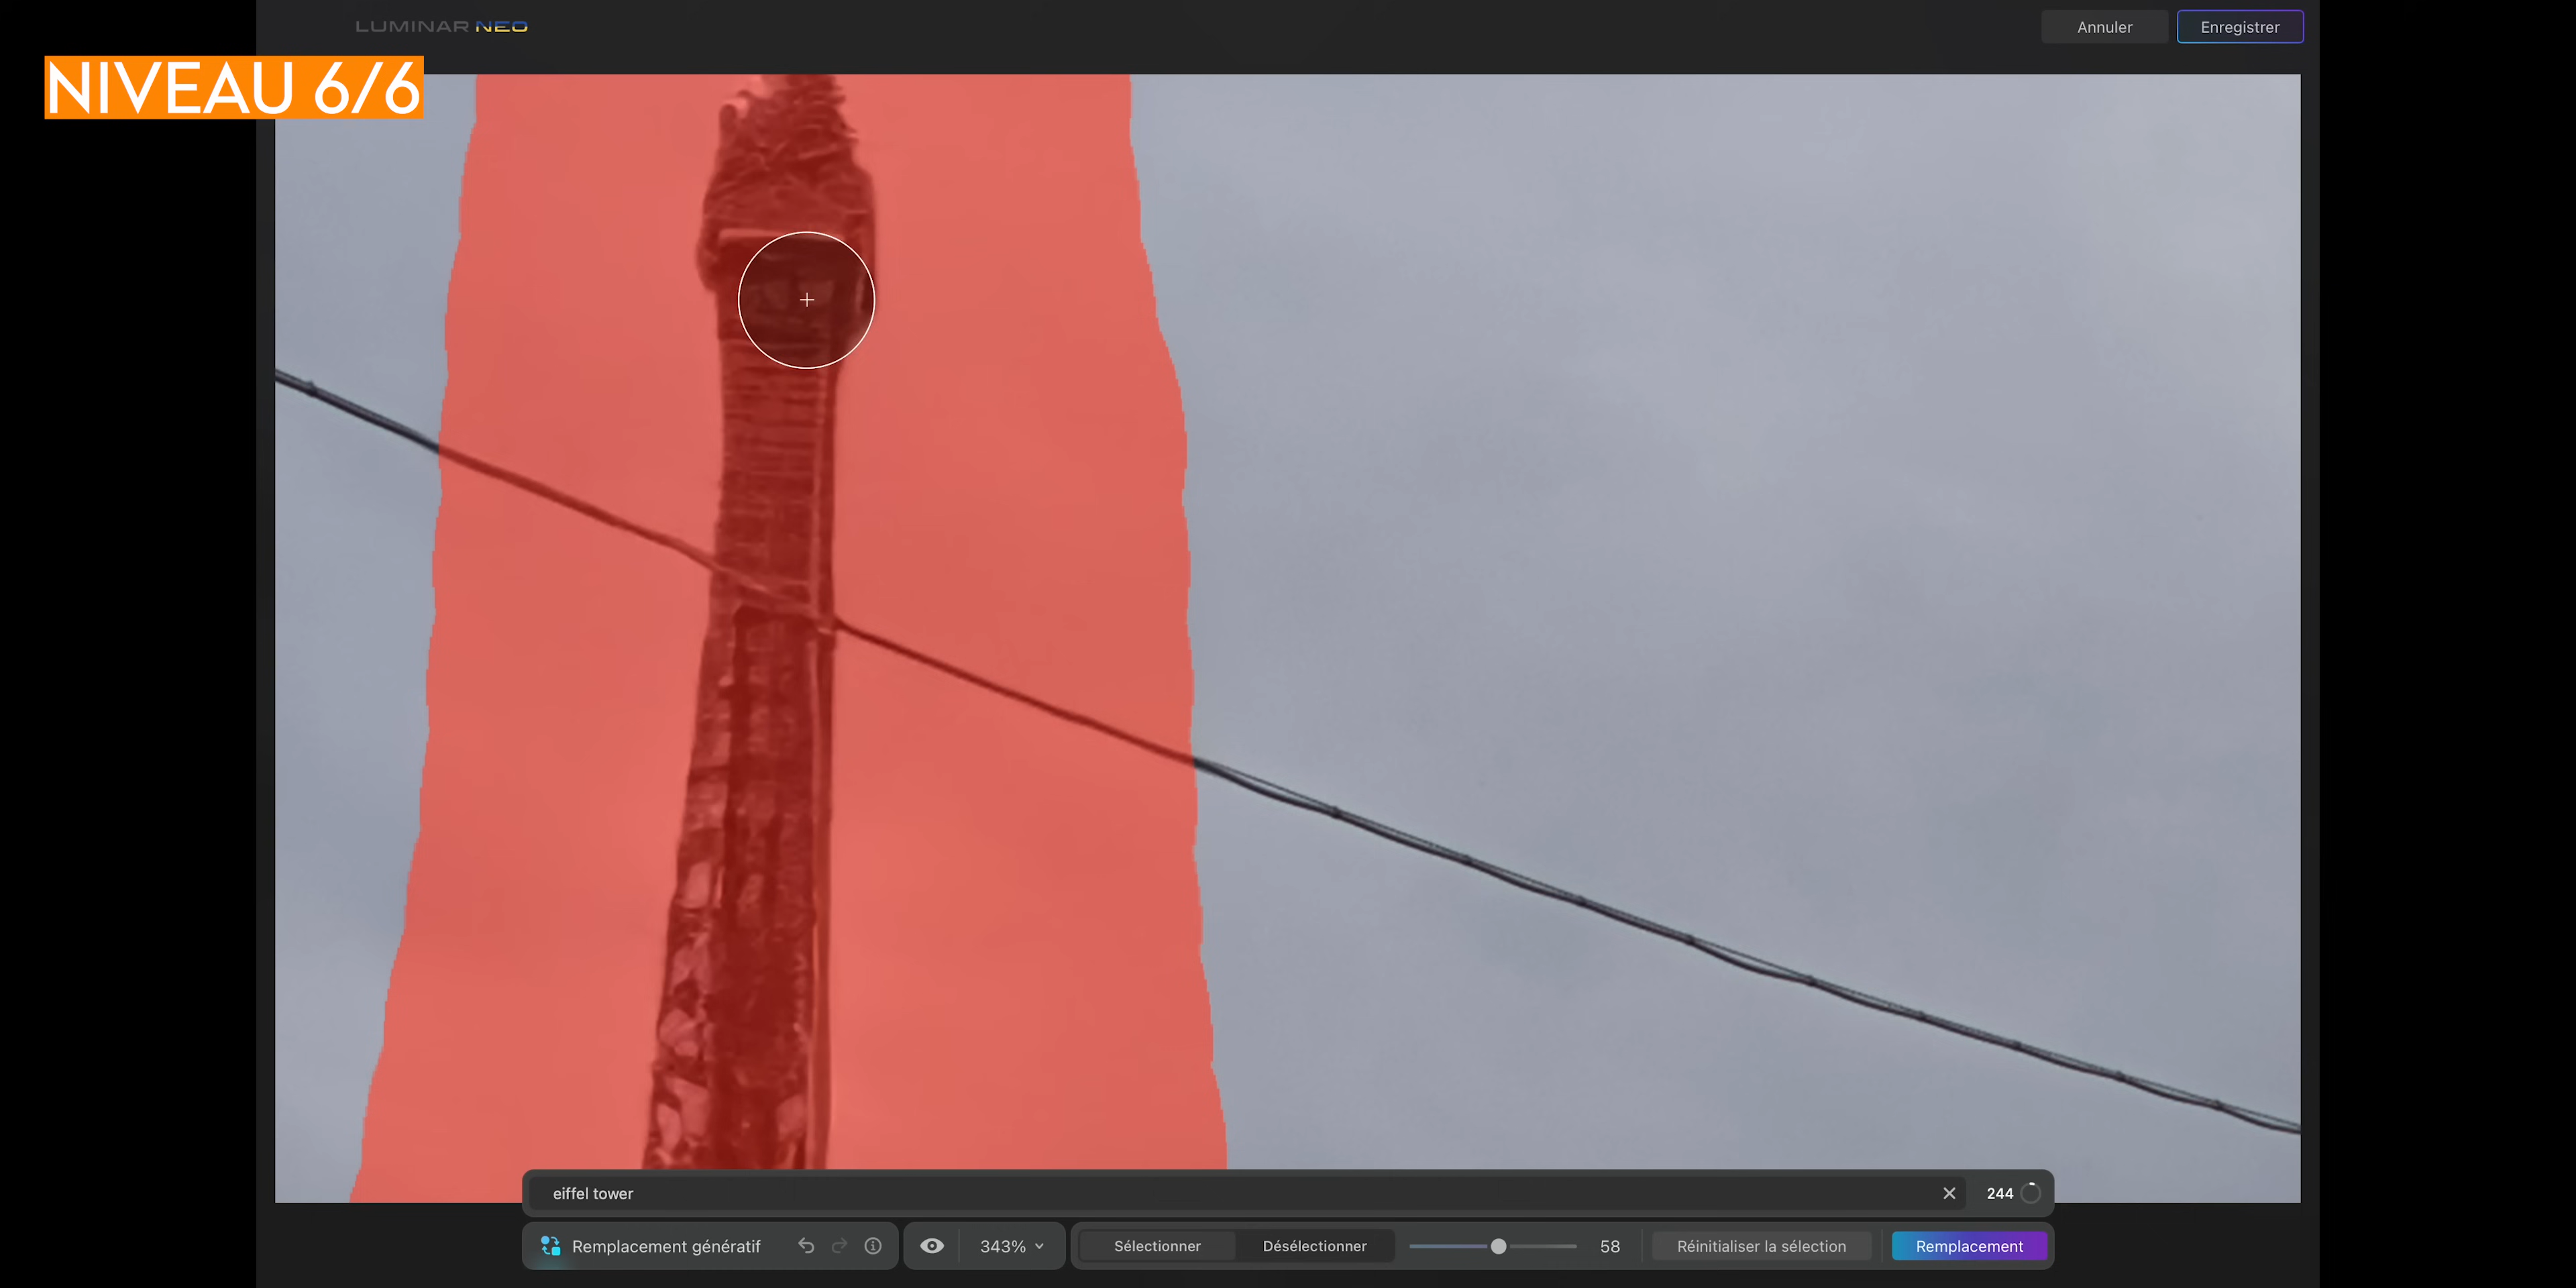 LUMINAR NEO
Annuler
Enregistrer
NIVEAU 6/6
eiffel tower
244
Remplacement génératif
343%
Sélectionner
Désélectionner
58
Réinitialiser la sélection
Remplacement